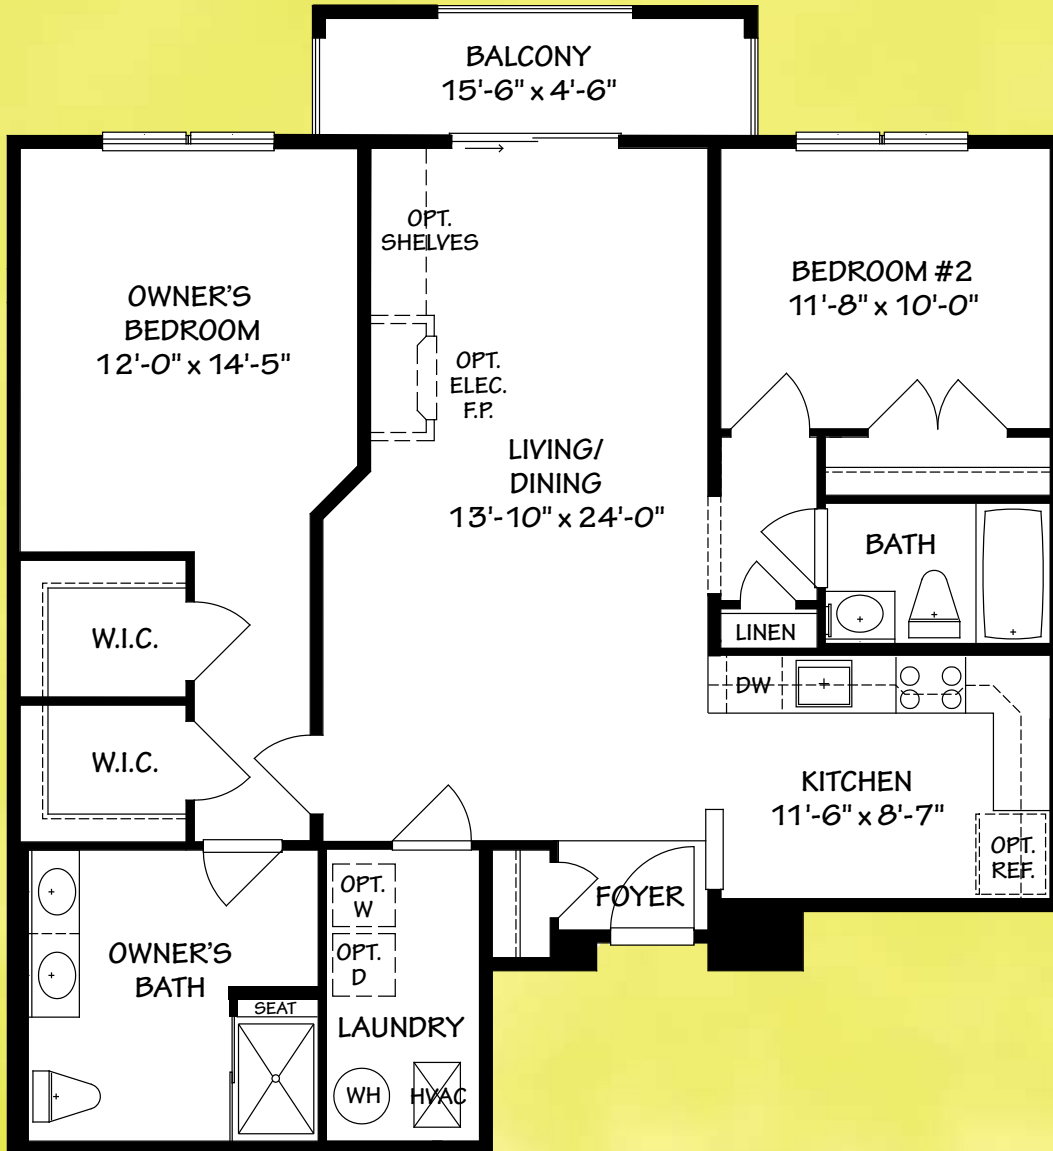 BALCONY
15'-6" x 4'-6"
OPT.
SHELVES
OWNER'S
BEDROOM
12'-0" x 14'-5"
BEDROOM #2
11'-8" x 10'-0"
OPT.
ELEC.
F.P.
LIVING/
DINING
13'-10" x 24'-0"
BATH
W.I.C.
LINEN
DW
W.I.C.
KITCHEN
11'-6" x 8'-7"
OPT.
REF.
OPT.
W
FOYER
OWNER'S
BATH
OPT.
D
SEAT
LAUNDRY
WH
HVAC